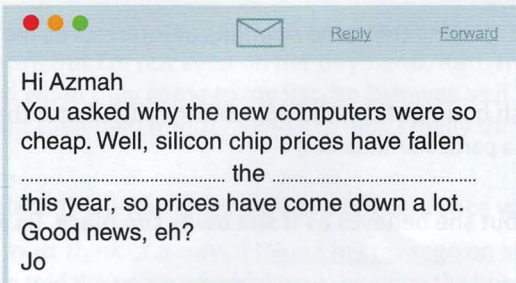 Reply Forward
Hi Azmah
You asked why the new computers were so
cheap. Well, silicon chip prices have fallen
........................................ the ........................................
this year, so prices have come down a lot.
Good news, eh?
Jo